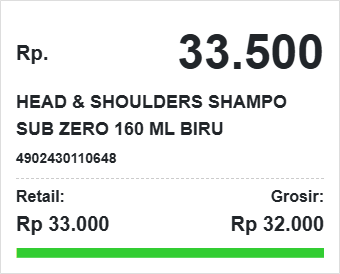 Rp. 33.500
HEAD & SHOULDERS SHAMPO
SUB ZERO 160 ML BIRU
4902430110648
Retail: Grosir:
Rp 33.000 Rp 32.000